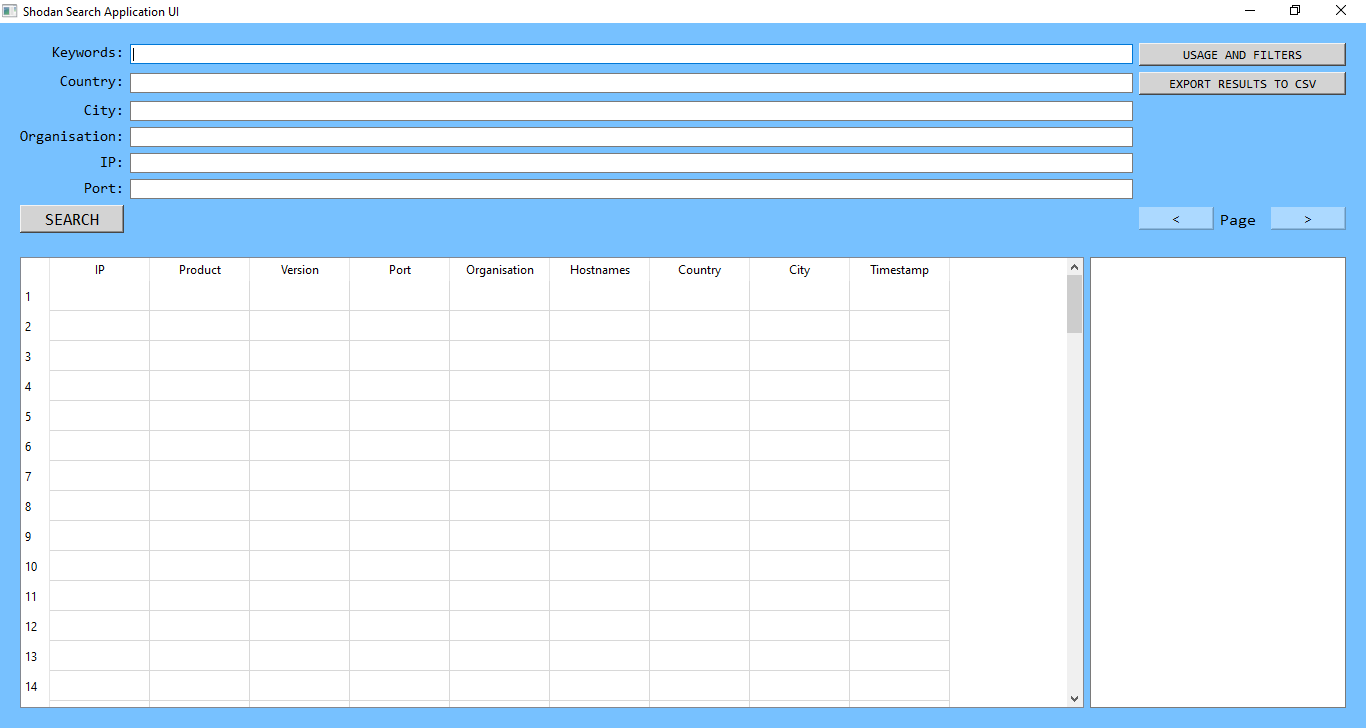 Shodan Search Application UI
Keywords:
USAGE AND FILTERS
Country:
EXPORT RESULTS TO CSV
City:
Organisation:
IP:
Port:
SEARCH
< Page >
IP Product Version Port Organisation Hostnames Country City Timestamp
1
2
3
4
5
6
7
8
9
10
11
12
13
14